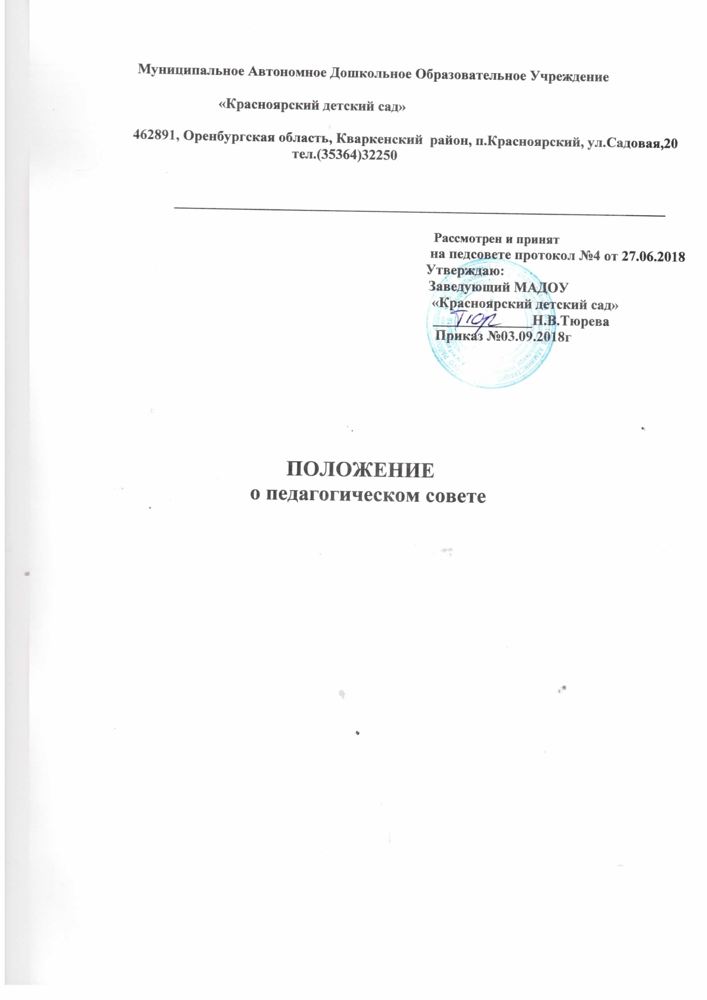 Муниципальное Автономное Дошкольное Образовательное Учреждение
«Красноярский детский сад»
462891, Оренбургская область, Кваркенский район, п.Красноярский, ул.Садовая,20
тел.(35364)32250
Рассмотрен и принят
на педсовете протокол №4 от 27.06.2018
Утверждаю:
Заведующий МАДОУ
«Красноярский детский сад»
Н.В.Тюрева
Приказ №03.09.2018г
ПОЛОЖЕНИЕ
о педагогическом совете